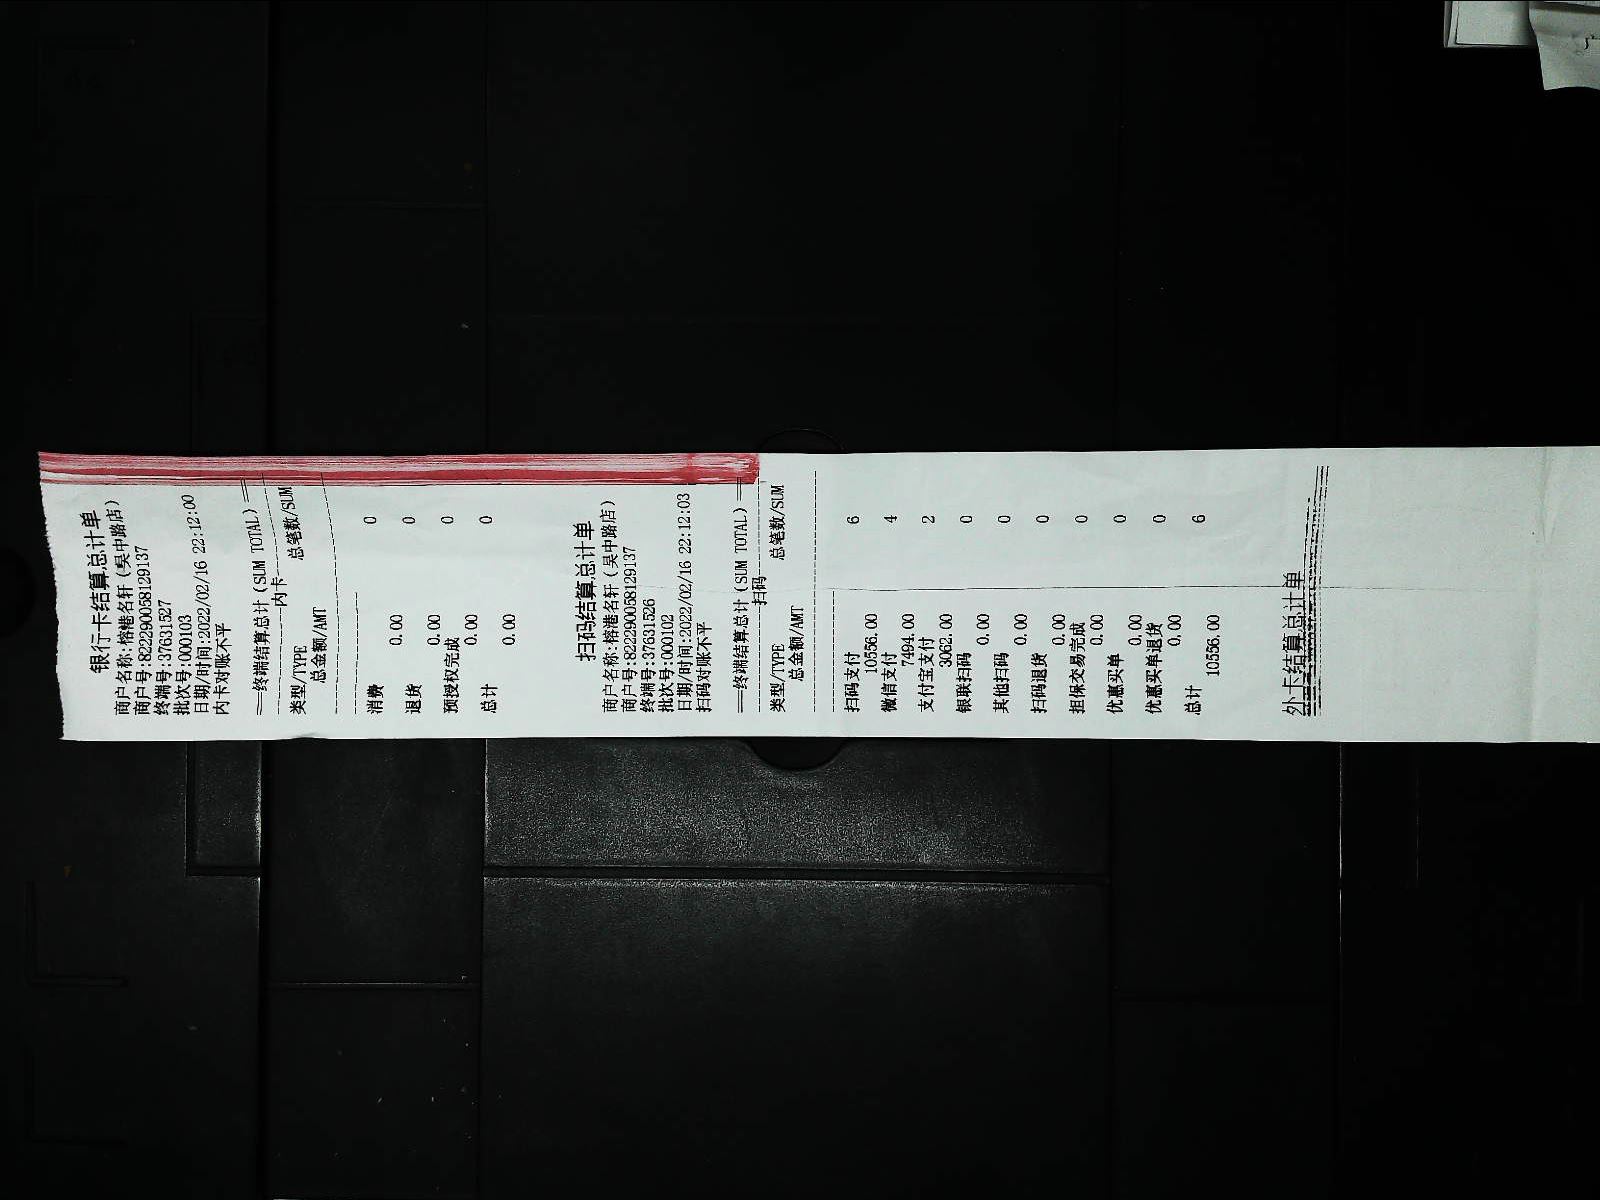 银行卡结算总计单
商户名称:榕港名轩(吴中路店)
商户号:822290058129137
终端号:37631527
批次号:000103
日期/时间:2022/02/16 22:12:00
内卡对账不平
==终端结算总计(SUM TOTAL)==
内卡
类型/TYPE 总笔数/SUM
总金额/AMT
消费 0
0.00
退货 0
0.00
预授权完成 0
0.00
总计 0
0.00
扫码结算总计单
商户名称:榕港名轩(吴中路店)
商户号:822290058129137
终端号:37631526
批次号:000102
日期/时间:2022/02/16 22:12:03
扫码对账不平
==终端结算总计(SUM TOTAL)==
扫码
类型/TYPE 总笔数/SUM
总金额/AMT
扫码支付 6
10556.00
微信支付 4
7494.00
支付宝支付 2
3062.00
银联扫码 0
0.00
其他扫码 0
0.00
扫码退货 0
0.00
担保交易完成 0
0.00
优惠买单 0
0.00
优惠买单退货 0
0.00
总计 6
10556.00
外卡结算总计单